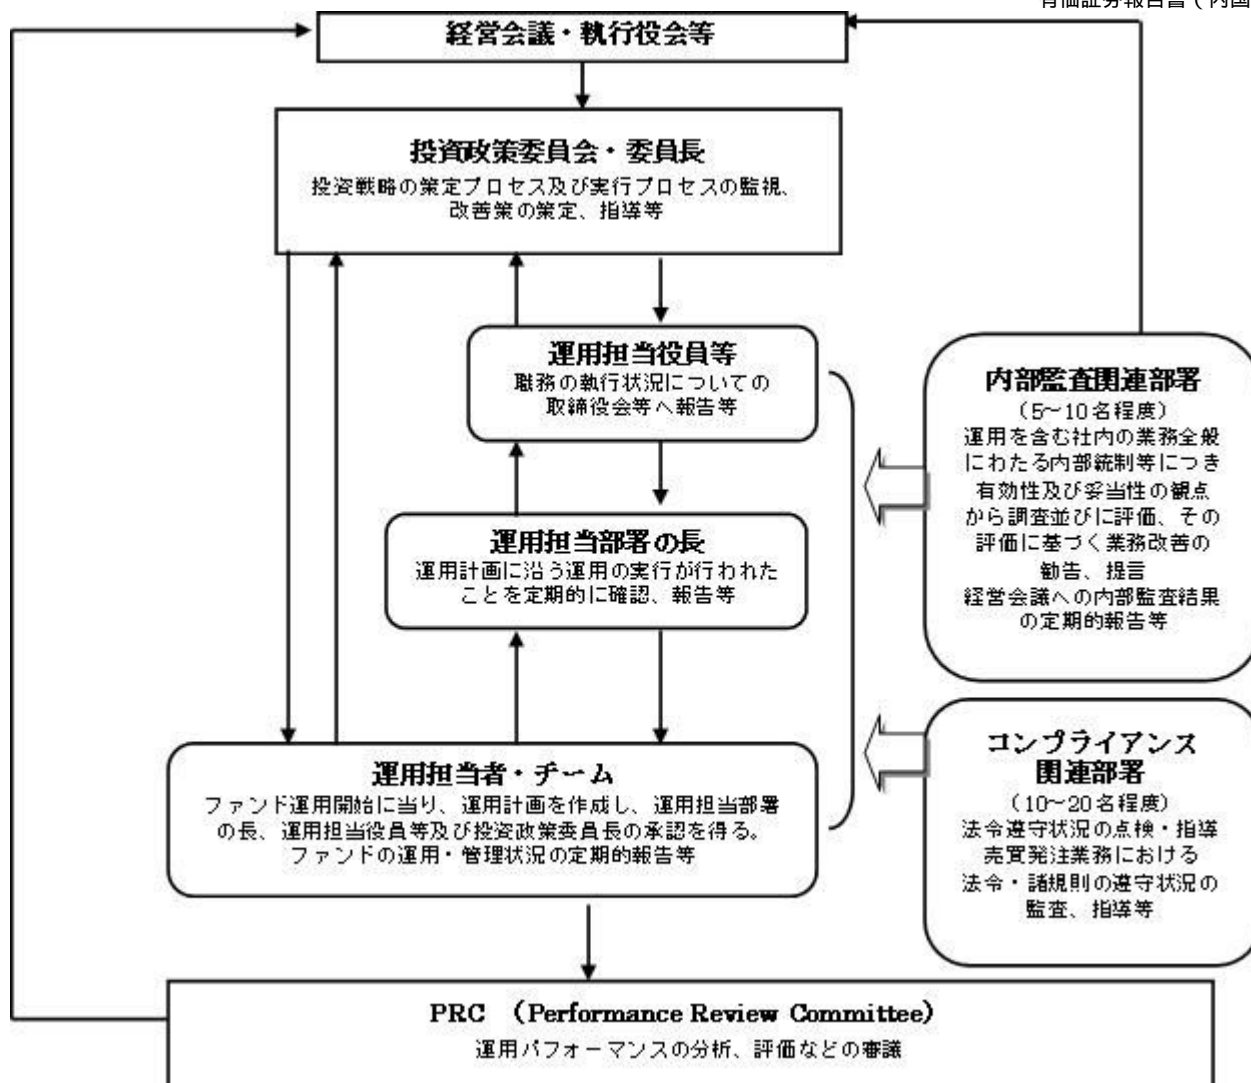 有価証券報告書(内国
経営会議・執行役会等
投資政策委員会・委員長
投資戦略の策定プロセス及び実行プロセスの監視、
改善策の策定、指導等
運用担当役員等
職務の執行状況についての
取締役会等へ報告等
運用担当部署の長
運用計画に沿う運用の実行が行われた
ことを定期的に確認、報告等
運用担当者・チーム
ファンド運用開始に当り、運用計画を作成し、運用担当部署
の長、運用担当役員等及び投資政策委員長の承認を得る。
ファンドの運用・管理状況の定期的報告等
内部監査関連部署
(5~10名程度)
運用を含む社内の業務全般
にわたる内部統制等につき
有効性及び妥当性の観点
から調査並びに評価、その
評価に基づく業務改善の
勧告、提言
経営会議への内部監査結果
の定期的報告等
コンプライアンス
関連部署
(10~20名程度)
法令遵守状況の点検・指導
売買発注業務における
法令・諸規則の遵守状況の
監査、指導等
PRC (Performance Review Committee)
運用パフォーマンスの分析、評価などの審議